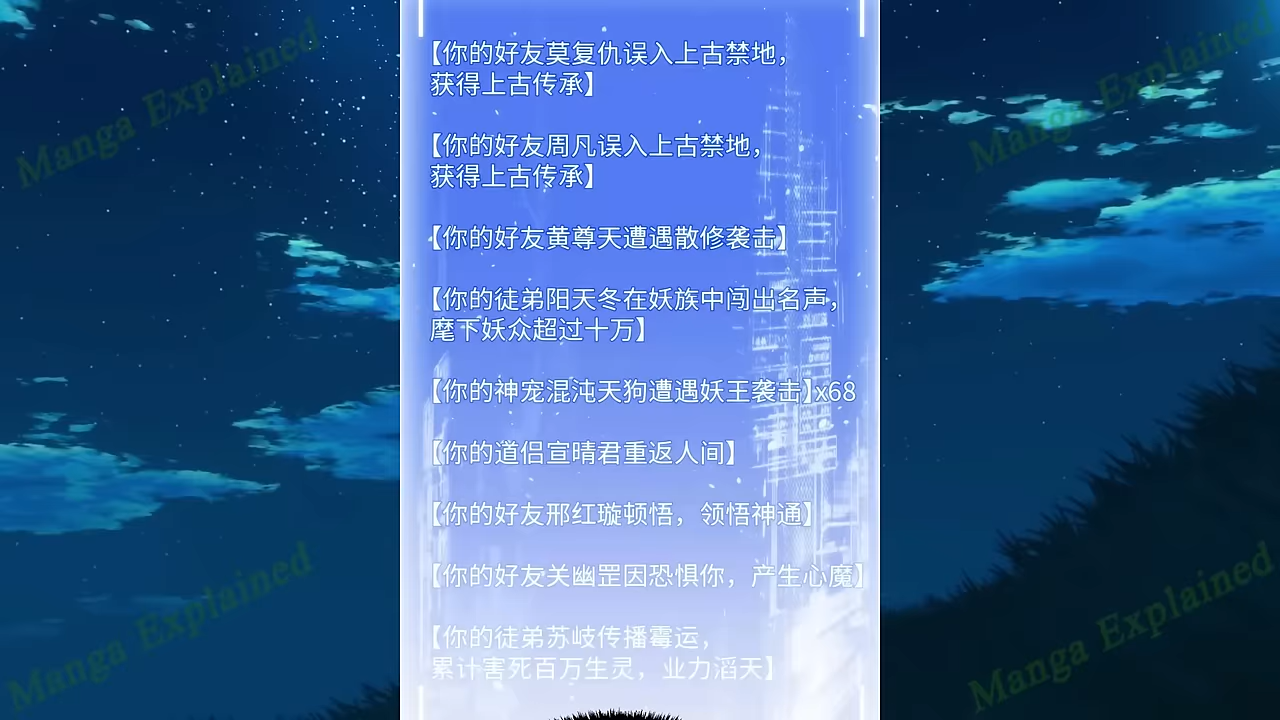 Manga Explained
Manga Explained
【你的好友莫复仇误入上古禁地，
获得上古传承】
【你的好友周凡误入上古禁地，
获得上古传承】
【你的好友黄尊天遭遇散修袭击】
【你的徒弟阳天冬在妖族中闯出名声，
麾下妖众超过十万】
【你的神宠混沌天狗遭遇妖王袭击】x68
【你的道侣宣晴君重返人间】
【你的好友邢红璇顿悟，领悟神通】
【你的好友关幽罡因恐惧你，产生心魔】
【你的徒弟苏岐传播霉运，
累计害死百万生灵，业力滔天】
Manga Explained
Manga Explained